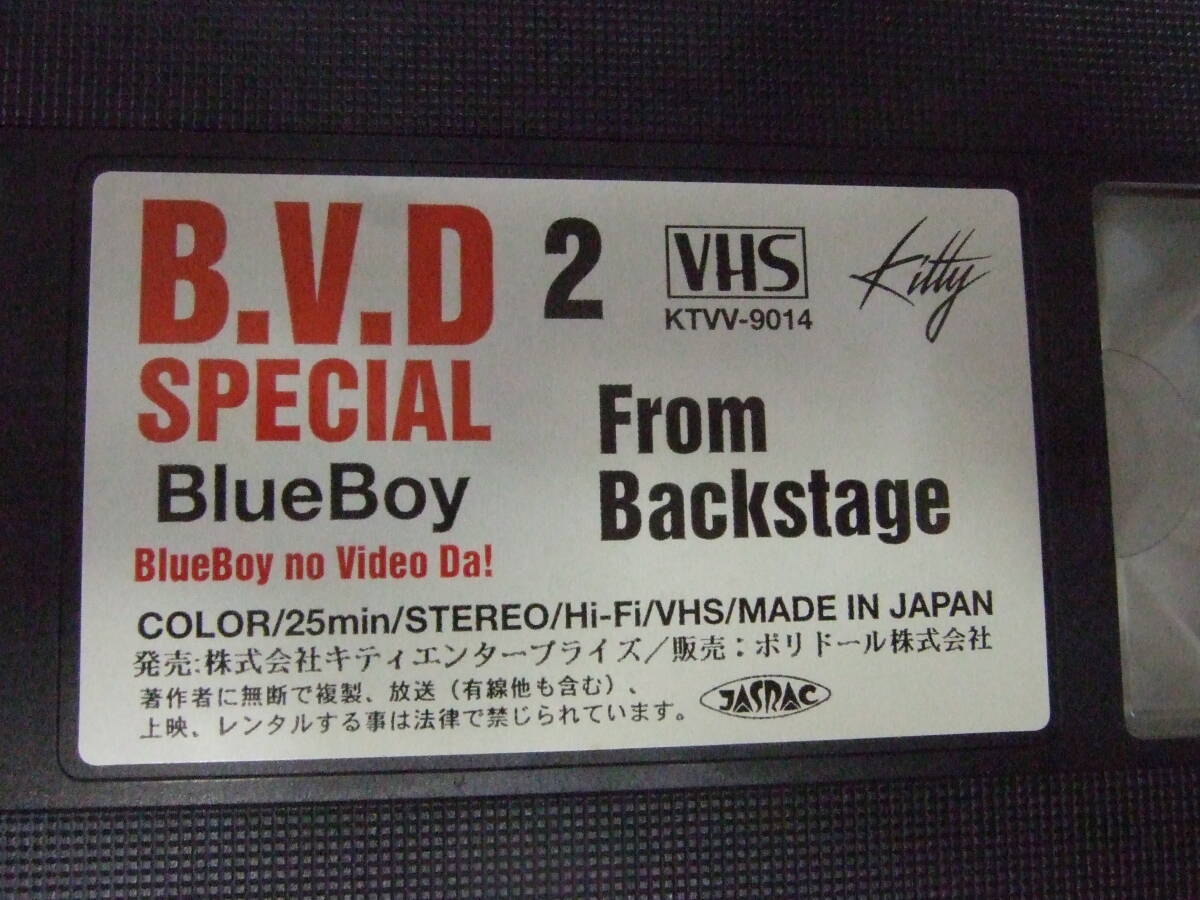 B.V.D
SPECIAL
BlueBoy
BlueBoy no Video Da!
2
VHS
KTVV-9014
Kitty
From
Backstage
COLOR/25min/STEREO/Hi-Fi/VHS/MADE IN JAPAN
発売:株式会社キティエンタープライズ／販売：ポリドール株式会社
著作者に無断で複製、放送（有線他も含む）、
上映、レンタルする事は法律で禁じられています。
JASRAC